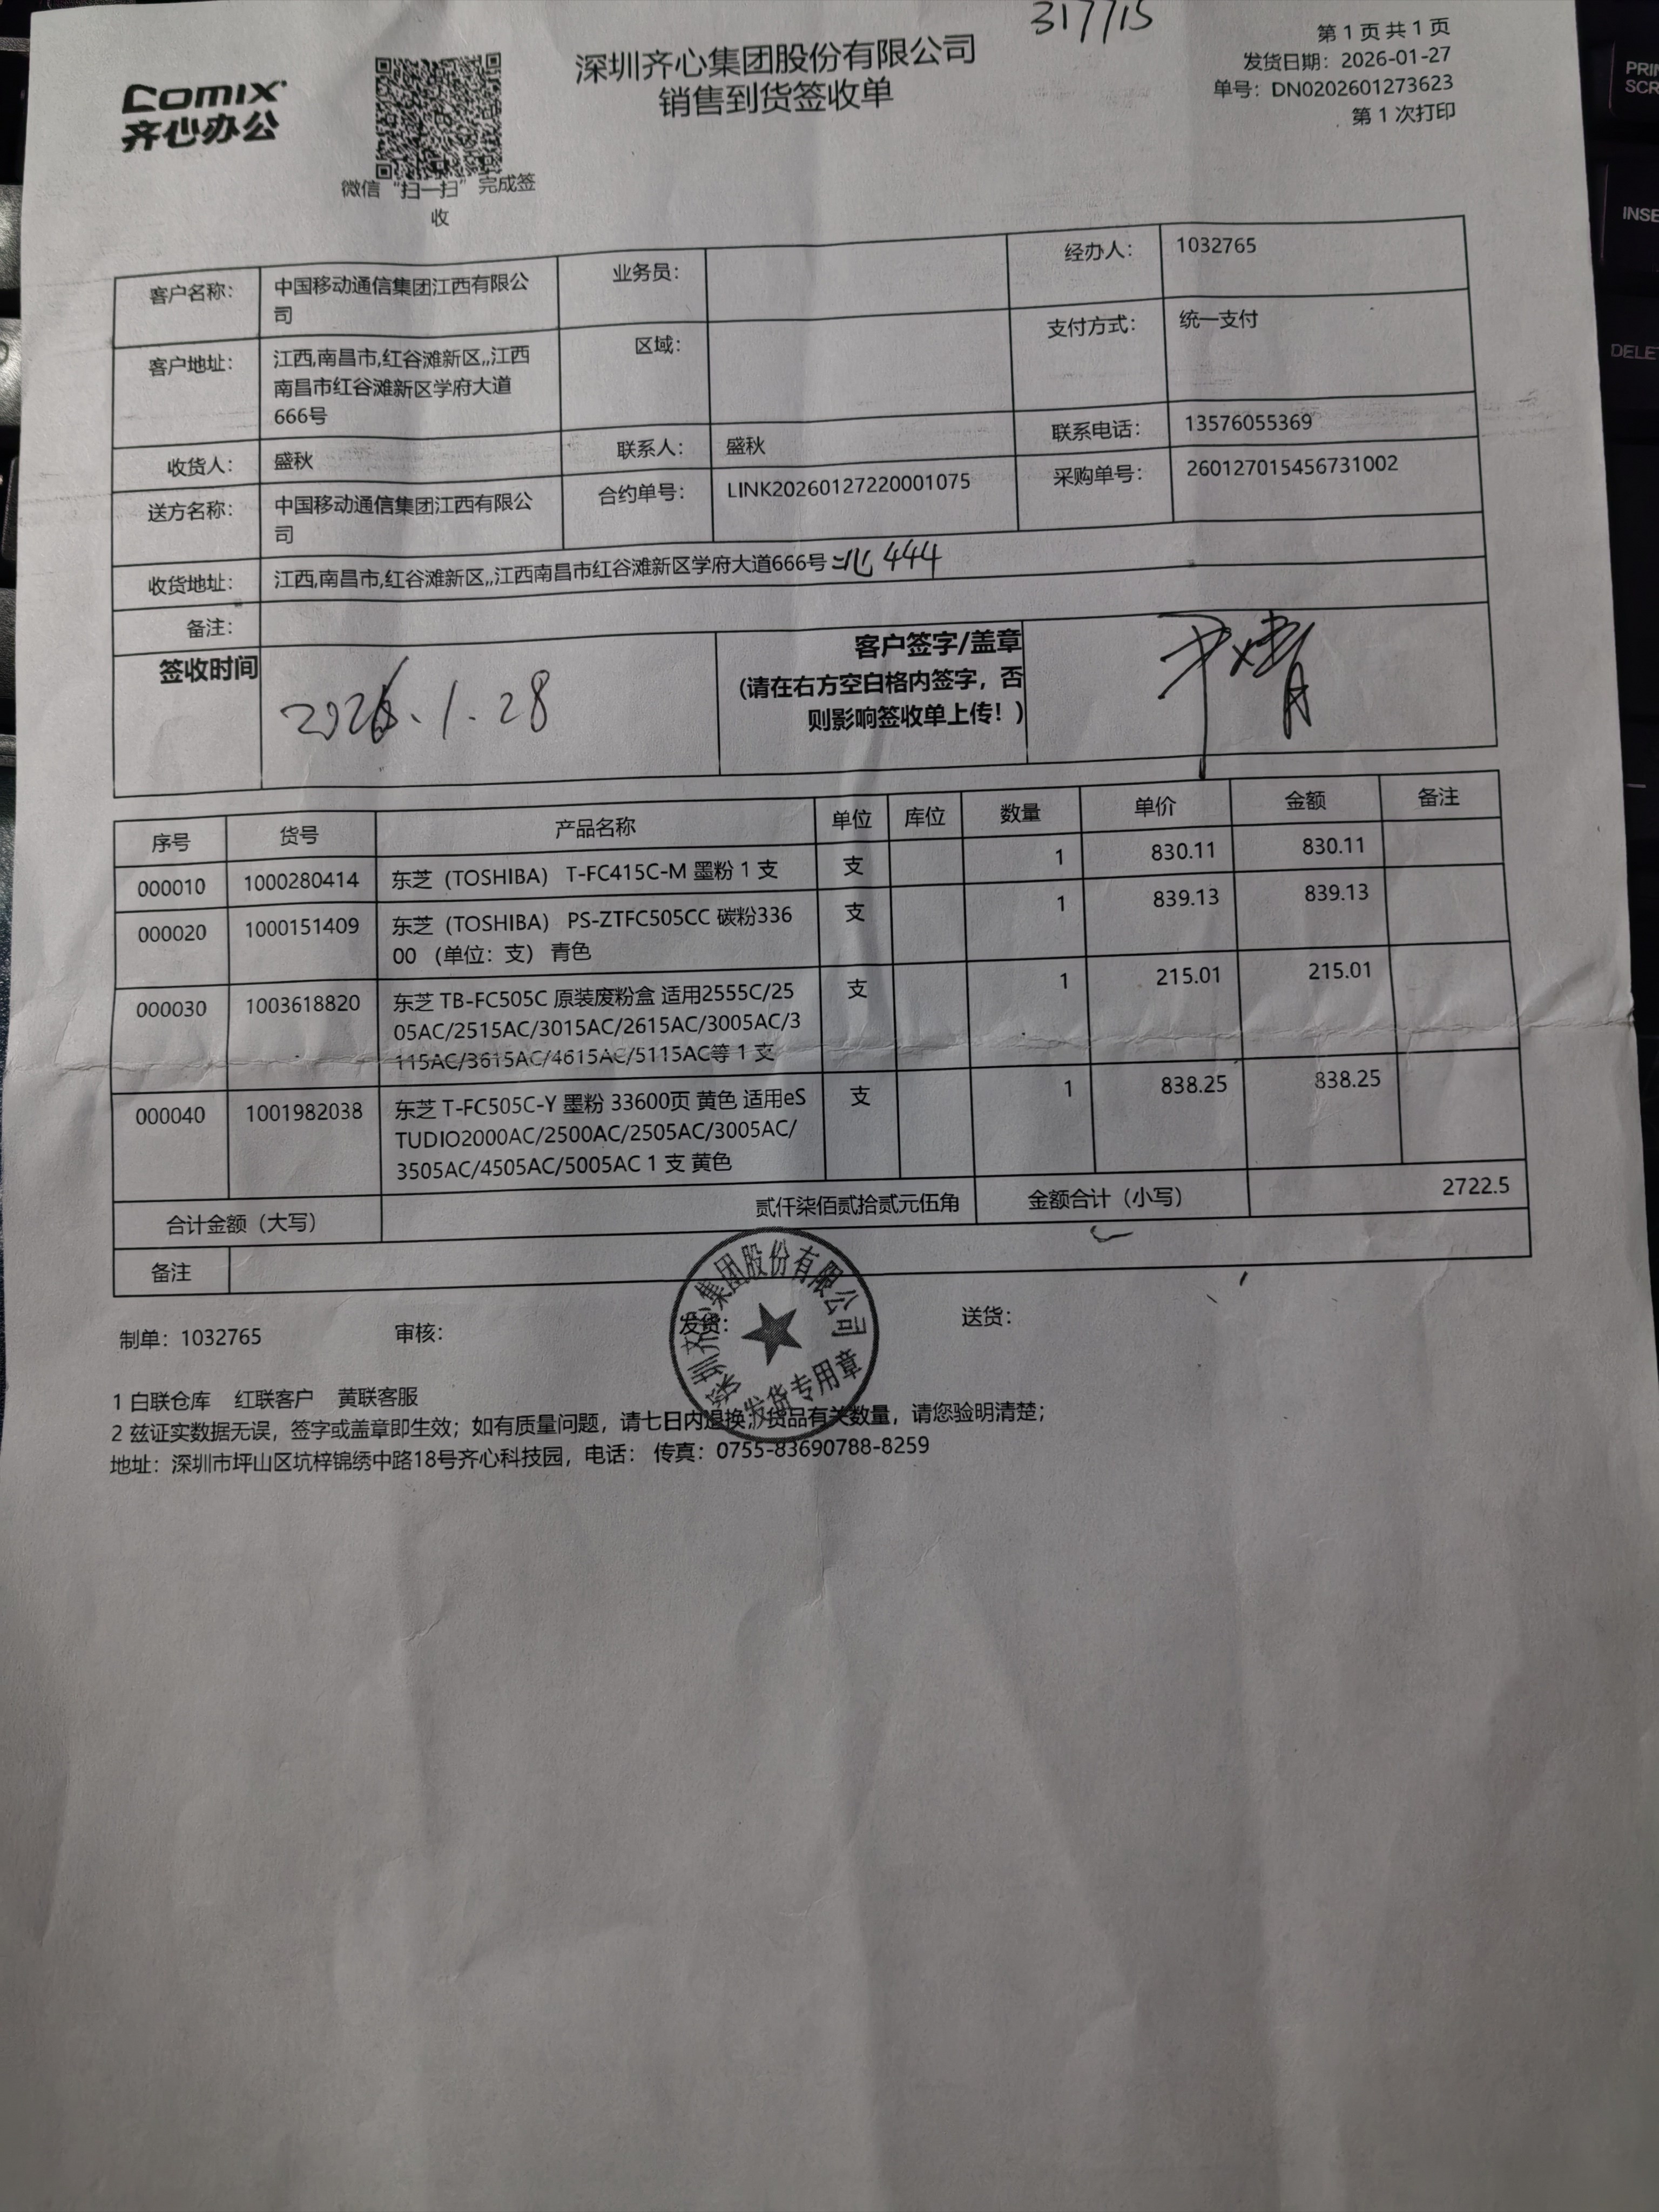 317715
第 1 页 共 1 页
发货日期：2026-01-27
单号：DN0202601273623
第 1 次打印
Comix
齐心办公
微信“扫一扫”完成签
收
深圳齐心集团股份有限公司
销售到货签收单
客户名称： 中国移动通信集团江西有限公
司
业务员：
经办人： 1032765
客户地址： 江西,南昌市,红谷滩新区,,江西
南昌市红谷滩新区学府大道
666号
区域：
支付方式： 统一支付
收货人： 盛秋 联系人： 盛秋 联系电话： 13576055369
送方名称： 中国移动通信集团江西有限公
司
合约单号： LINK20260127220001075 采购单号： 260127015456731002
收货地址： 江西,南昌市,红谷滩新区,,江西南昌市红谷滩新区学府大道666号 444
备注：
签收时间 2026.1.28
客户签字/盖章
(请在右方空白格内签字，否
则影响签收单上传！)
序号 货号 产品名称 单位 库位 数量 单价 金额 备注
000010 1000280414 东芝（TOSHIBA） T-FC415C-M 墨粉 1 支 支 1 830.11 830.11
000020 1000151409 东芝（TOSHIBA） PS-ZTFC505CC 碳粉336 支 1 839.13 839.13
00 （单位：支） 青色
000030 1003618820 东芝 TB-FC505C 原装废粉盒 适用2555C/25 支 1 215.01 215.01
05AC/2515AC/3015AC/2615AC/3005AC/3
115AC/3615AC/4615AC/5115AC等 1 支
000040 1001982038 东芝 T-FC505C-Y 墨粉 33600页 黄色 适用eS 支 1 838.25 838.25
TUDIO2000AC/2500AC/2505AC/3005AC/
3505AC/4505AC/5005AC 1 支 黄色
合计金额（大写） 贰仟柒佰贰拾贰元伍角 金额合计（小写） 2722.5
备注
制单：1032765 审核： 发货： 送货：
深圳齐心集团股份有限公司
发货专用章
1 白联仓库 红联客户 黄联客服
2 兹证实数据无误，签字或盖章即生效；如有质量问题，请七日内退换；货品有关数量，请您验明清楚；
地址：深圳市坪山区坑梓锦绣中路18号齐心科技园，电话： 传真：0755-83690788-8259
INSE
DELE
PRI
SCR